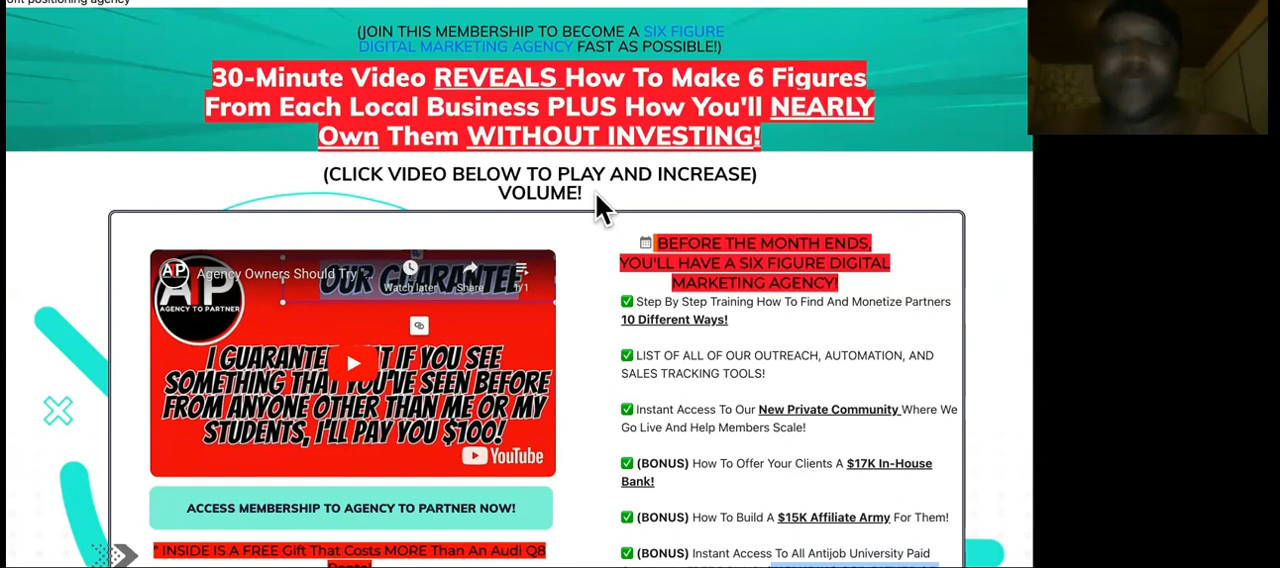 ofit positioning agency
(JOIN THIS MEMBERSHIP TO BECOME A SIX FIGURE
DIGITAL MARKETING AGENCY FAST AS POSSIBLE!)
30-Minute Video REVEALS How To Make 6 Figures
From Each Local Business PLUS How You'll NEARLY
Own Them WITHOUT INVESTING!
(CLICK VIDEO BELOW TO PLAY AND INCREASE)
VOLUME!
Agency Owners Should Try
OUR GUARANTEE
Watch later
Share
1/1
AP
AGENCY TO PARTNER
I GUARANTEE IF YOU SEE
SOMETHING THAT YOU'VE SEEN BEFORE
FROM ANYONE OTHER THAN ME OR MY
STUDENTS, I'LL PAY YOU $100!
YouTube
ACCESS MEMBERSHIP TO AGENCY TO PARTNER NOW!
" INSIDE IS A FREE Gift That Costs MORE Than An Audi Q8
BEFORE THE MONTH ENDS,
YOU'LL HAVE A SIX FIGURE DIGITAL
MARKETING AGENCY!
Step By Step Training How To Find And Monetize Partners
10 Different Ways!
LIST OF ALL OF OUR OUTREACH, AUTOMATION, AND
SALES TRACKING TOOLS!
Instant Access To Our New Private Community Where We
Go Live And Help Members Scale!
(BONUS) How To Offer Your Clients A $17K In-House
Bank!
(BONUS) How To Build A $15K Affiliate Army For Them!
(BONUS) Instant Access To All Antijob University Paid